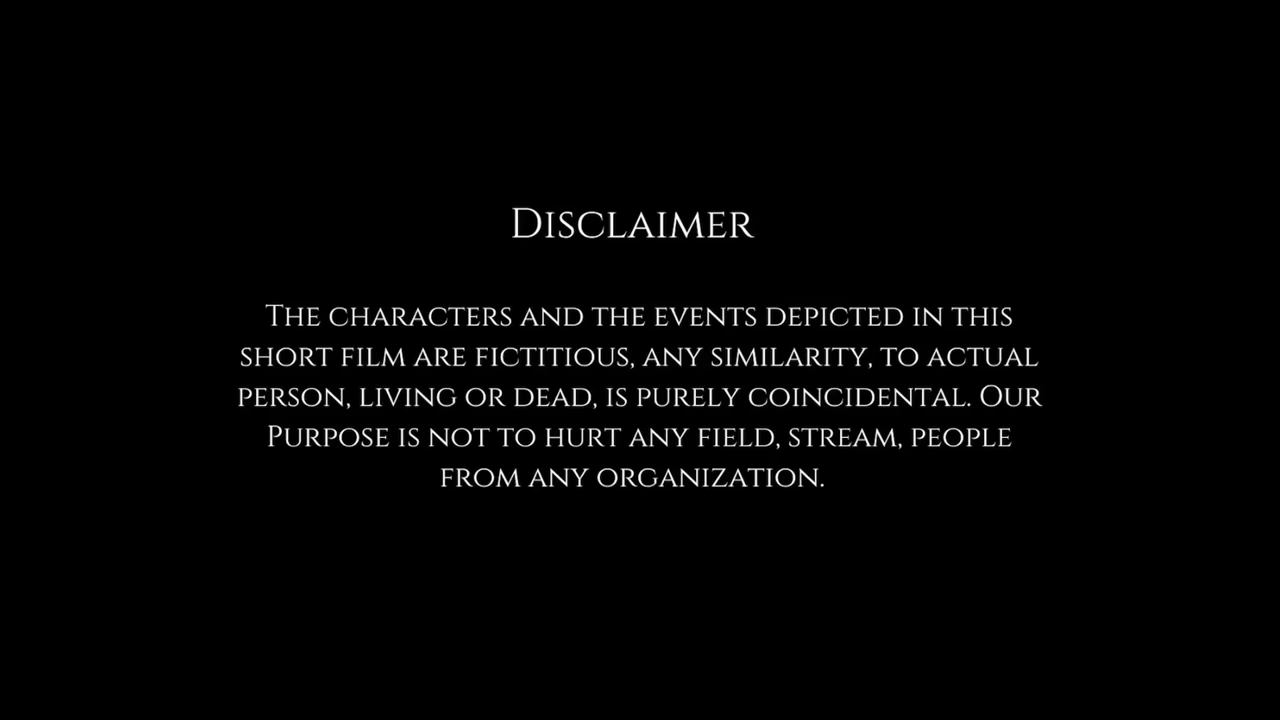 Disclaimer
The characters and the events depicted in this
short film are fictitious, any similarity, to actual
person, living or dead, is purely coincidental. Our
Purpose is not to hurt any field, stream, people
from any organization.